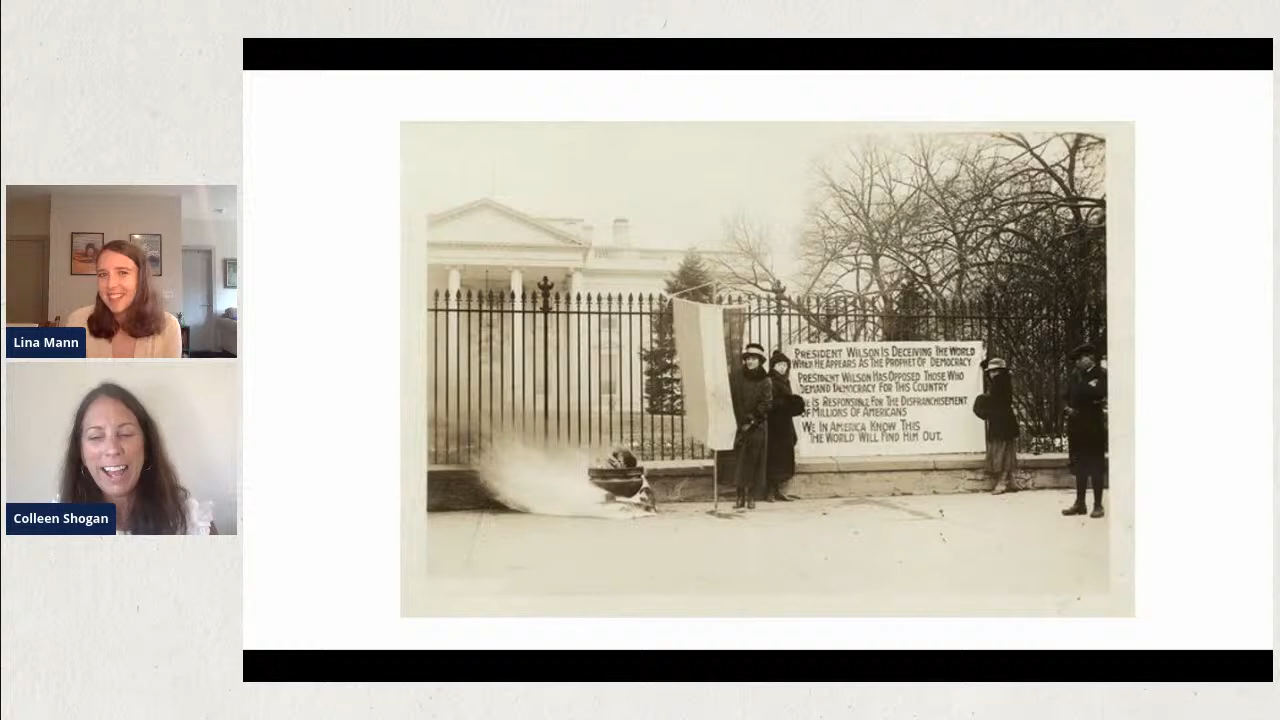 Lina Mann
Colleen Shogan
PRESIDENT WILSON IS DECEIVING THE WORLD
WHEN HE APPEARS AS THE PROPHET OF DEMOCRACY
PRESIDENT WILSON HAS OPPOSED THOSE WHO
DEMAND DEMOCRACY FOR THIS COUNTRY
HE IS RESPONSIBLE FOR THE DISFRANCHISEMENT
OF MILLIONS OF AMERICANS
WE IN AMERICA KNOW THIS
THE WORLD WILL FIND HIM OUT.